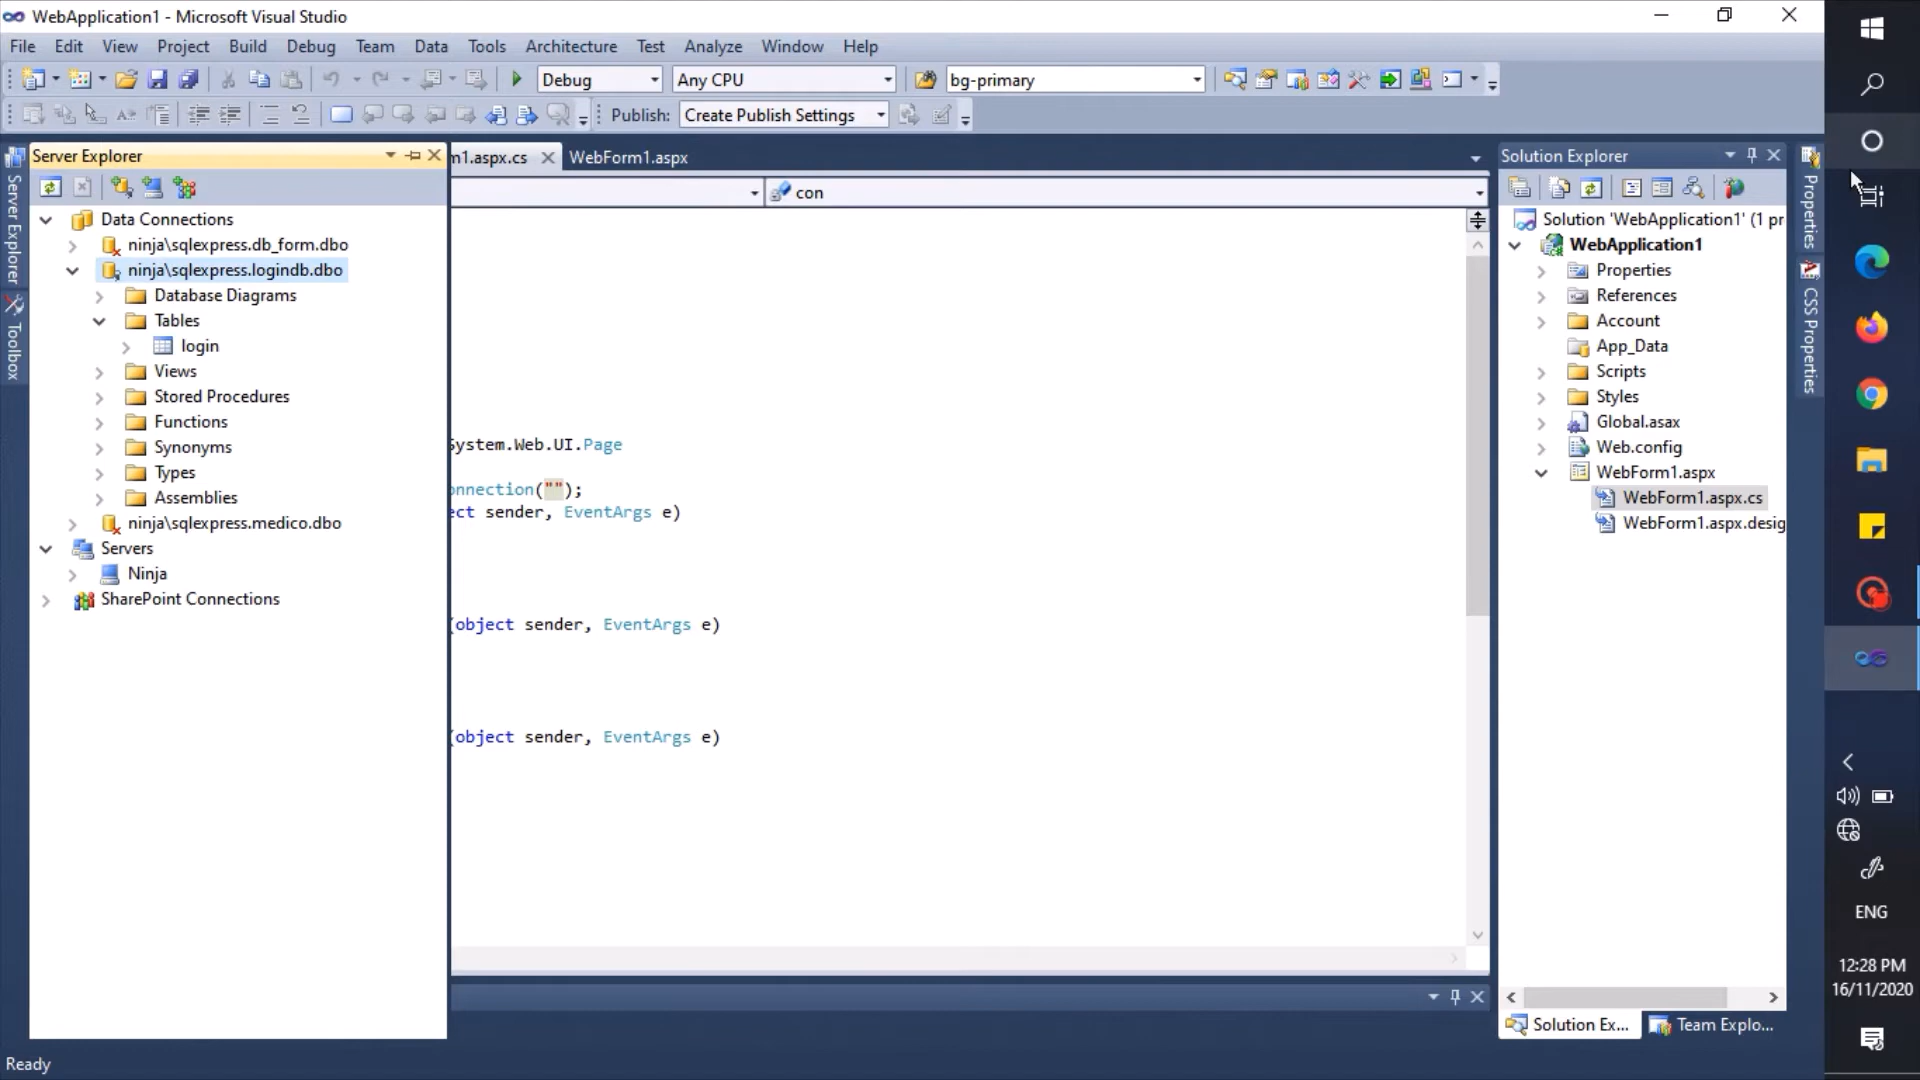 WebApplication1 - Microsoft Visual Studio
File Edit View Project Build Debug Team Data Tools Architecture Test Analyze Window Help
Debug Any CPU bg-primary
Publish: Create Publish Settings
Server Explorer
m1.aspx.cs WebForm1.aspx
con
Data Connections
ninja\sqlexpress.db_form.dbo
ninja\sqlexpress.logindb.dbo
Database Diagrams
Tables
login
Views
Stored Procedures
Functions
Synonyms
Types
Assemblies
ninja\sqlexpress.medico.dbo
Servers
Ninja
SharePoint Connections
Server Explorer
Toolbox
System.Web.UI.Page
onnection("");
ect sender, EventArgs e)
(object sender, EventArgs e)
(object sender, EventArgs e)
Solution Explorer
Solution 'WebApplication1' (1 pr
WebApplication1
Properties
References
Account
App_Data
Scripts
Styles
Global.asax
Web.config
WebForm1.aspx
WebForm1.aspx.cs
WebForm1.aspx.desig
Solution Ex... Team Explo...
Properties
CSS Properties
ENG
12:28 PM
16/11/2020
Ready